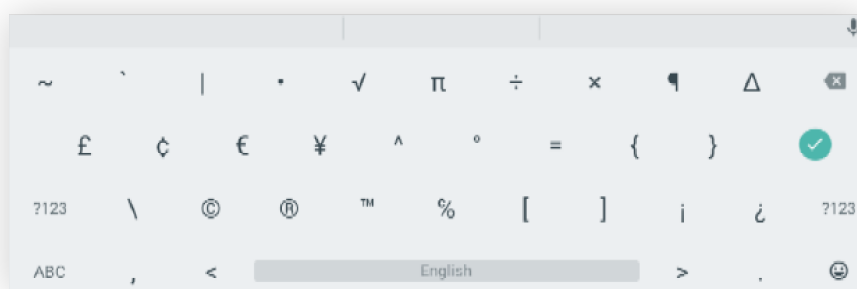 ~ ` | • √ π ÷ × ¶ Δ
£ ¢ € ¥ ^ ° = { }
?123 \ © ® ™ ℅ [ ] ¡ ¿ ?123
ABC , < English > .